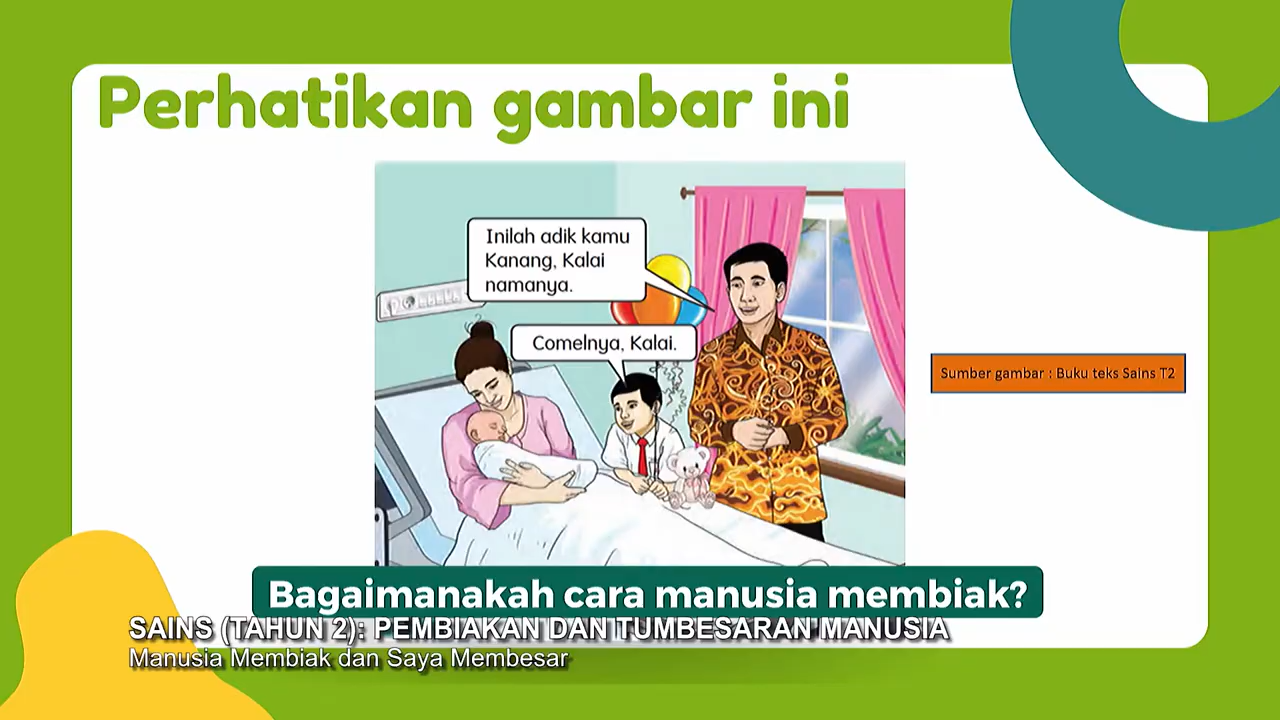 Perhatikan gambar ini
Inilah adik kamu
Kanang, Kalai
namanya.
Comelnya, Kalai.
Sumber gambar : Buku teks Sains T2
Bagaimanakah cara manusia membiak?
SAINS (TAHUN 2): PEMBIAKAN DAN TUMBESARAN MANUSIA
Manusia Membiak dan Saya Membesar